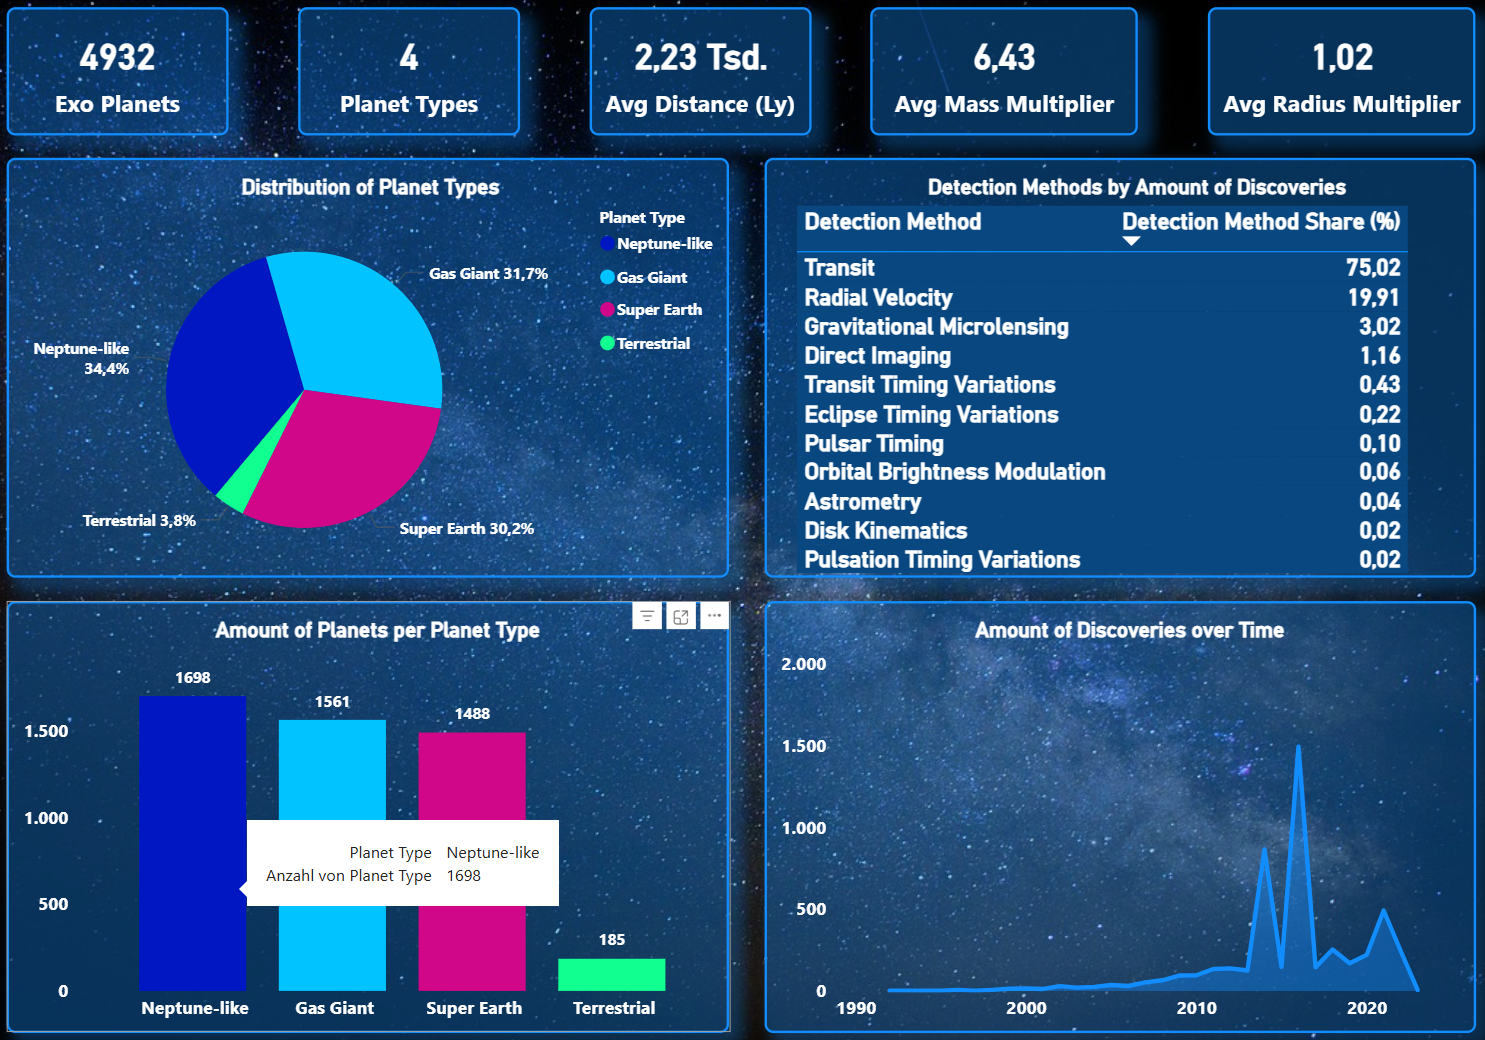 4932
Exo Planets
4
Planet Types
2,23 Tsd.
Avg Distance (Ly)
6,43
Avg Mass Multiplier
1,02
Avg Radius Multiplier
Distribution of Planet Types
Planet Type
Neptune-like
Gas Giant
Super Earth
Terrestrial
Gas Giant 31,7%
Neptune-like
34,4%
Terrestrial 3,8%
Super Earth 30,2%
Detection Methods by Amount of Discoveries
Detection Method Detection Method Share (%)
Transit 75,02
Radial Velocity 19,91
Gravitational Microlensing 3,02
Direct Imaging 1,16
Transit Timing Variations 0,43
Eclipse Timing Variations 0,22
Pulsar Timing 0,10
Orbital Brightness Modulation 0,06
Astrometry 0,04
Disk Kinematics 0,02
Pulsation Timing Variations 0,02
Amount of Planets per Planet Type
1698
1561
1488
185
1.500
1.000
500
0
Planet Type Neptune-like
Anzahl von Planet Type 1698
Neptune-like Gas Giant Super Earth Terrestrial
Amount of Discoveries over Time
2.000
1.500
1.000
500
0
1990 2000 2010 2020